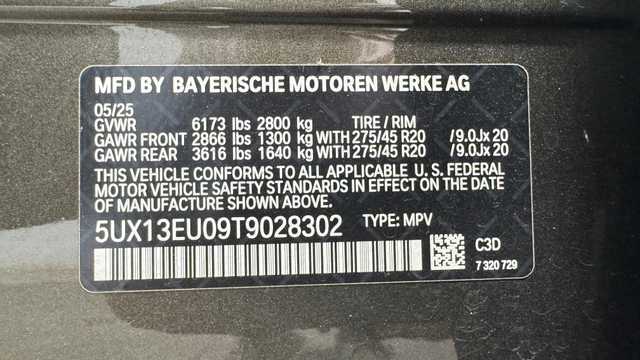 MFD BY BAYERISCHE MOTOREN WERKE AG
05/25
GVWR 6173 lbs 2800 kg TIRE / RIM
GAWR FRONT 2866 lbs 1300 kg WITH 275/45 R20 /9.0Jx 20
GAWR REAR 3616 lbs 1640 kg WITH 275/45 R20 /9.0Jx 20
THIS VEHICLE CONFORMS TO ALL APPLICABLE U. S. FEDERAL
MOTOR VEHICLE SAFETY STANDARDS IN EFFECT ON THE DATE
OF MANUFACTURE SHOWN ABOVE.
5UX13EU09T9028302 TYPE: MPV
C3D
7 320 729